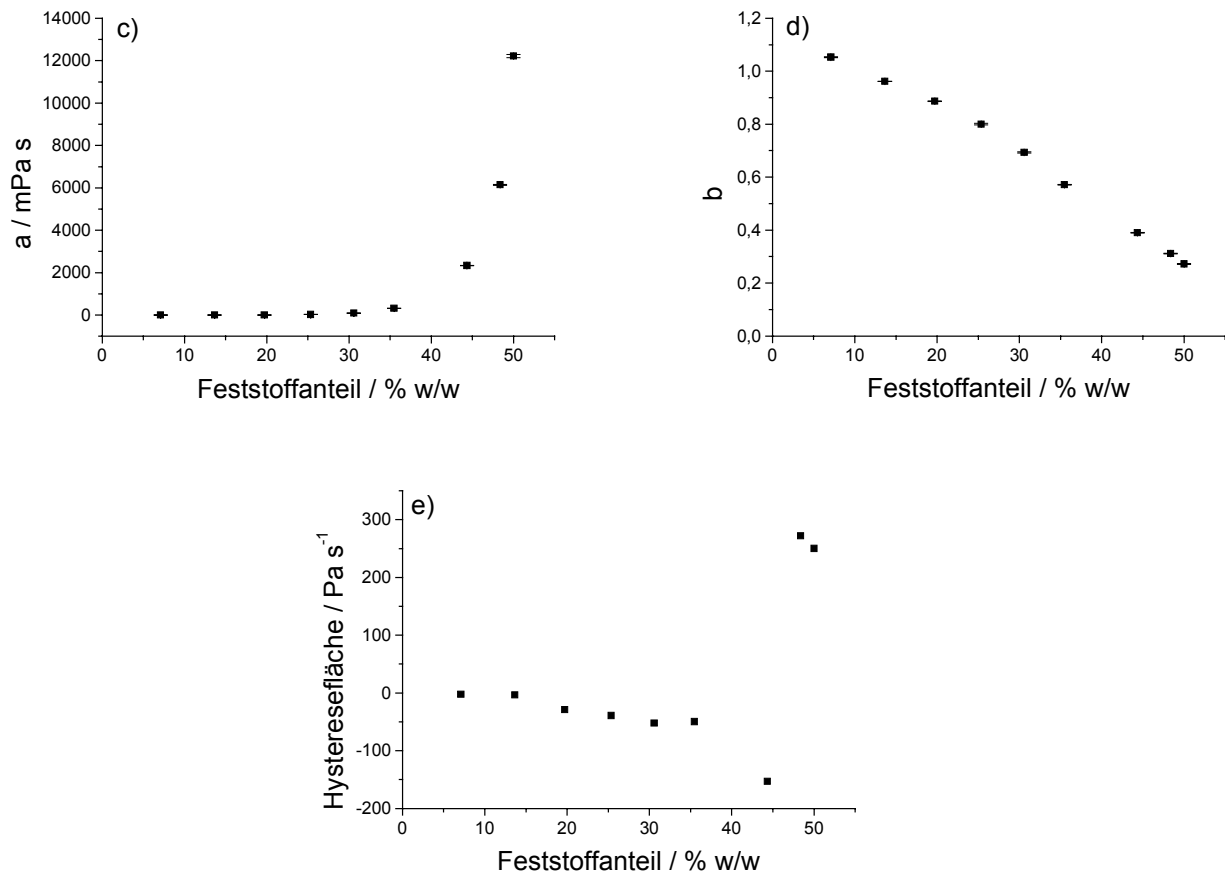 c)
14000
12000
10000
8000
6000
4000
2000
0
a / mPa s
0 10 20 30 40 50
Feststoffanteil / % w/w
d)
1,2
1,0
0,8
0,6
0,4
0,2
0,0
b
0 10 20 30 40 50
Feststoffanteil / % w/w
e)
300
200
100
0
-100
-200
Hysteresefläche / Pa s⁻¹
0 10 20 30 40 50
Feststoffanteil / % w/w